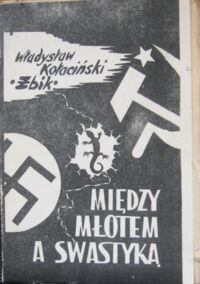 Władysław
Kołaciński
•Żbik•
MIĘDZY
MŁOTEM
A SWASTYKĄ